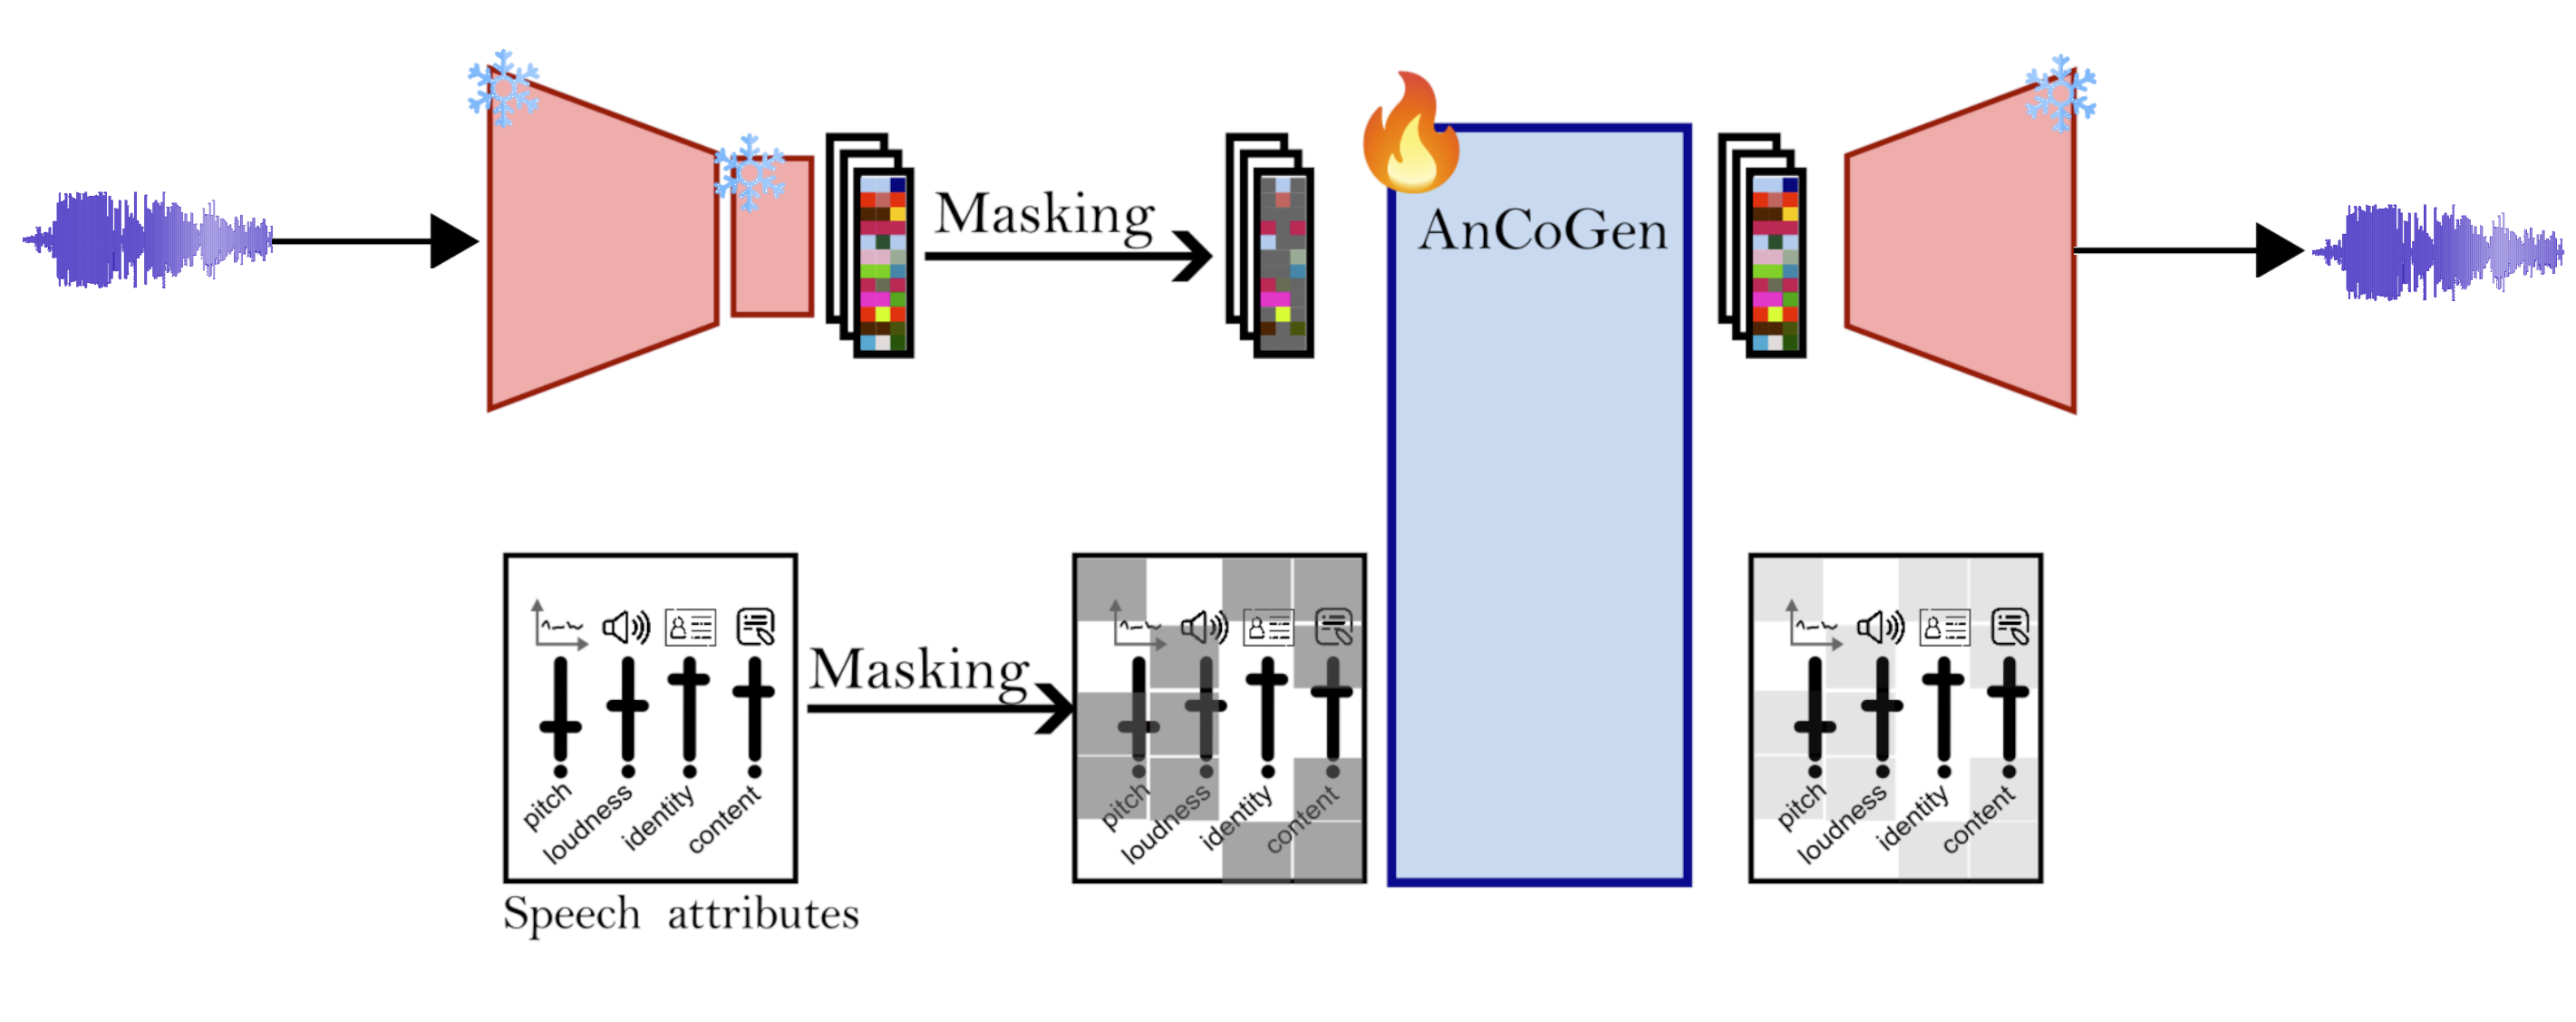 Masking
AnCoGen
Masking
pitch
loudness
identity
content
pitch
loudness
identity
content
pitch
loudness
identity
content
Speech attributes